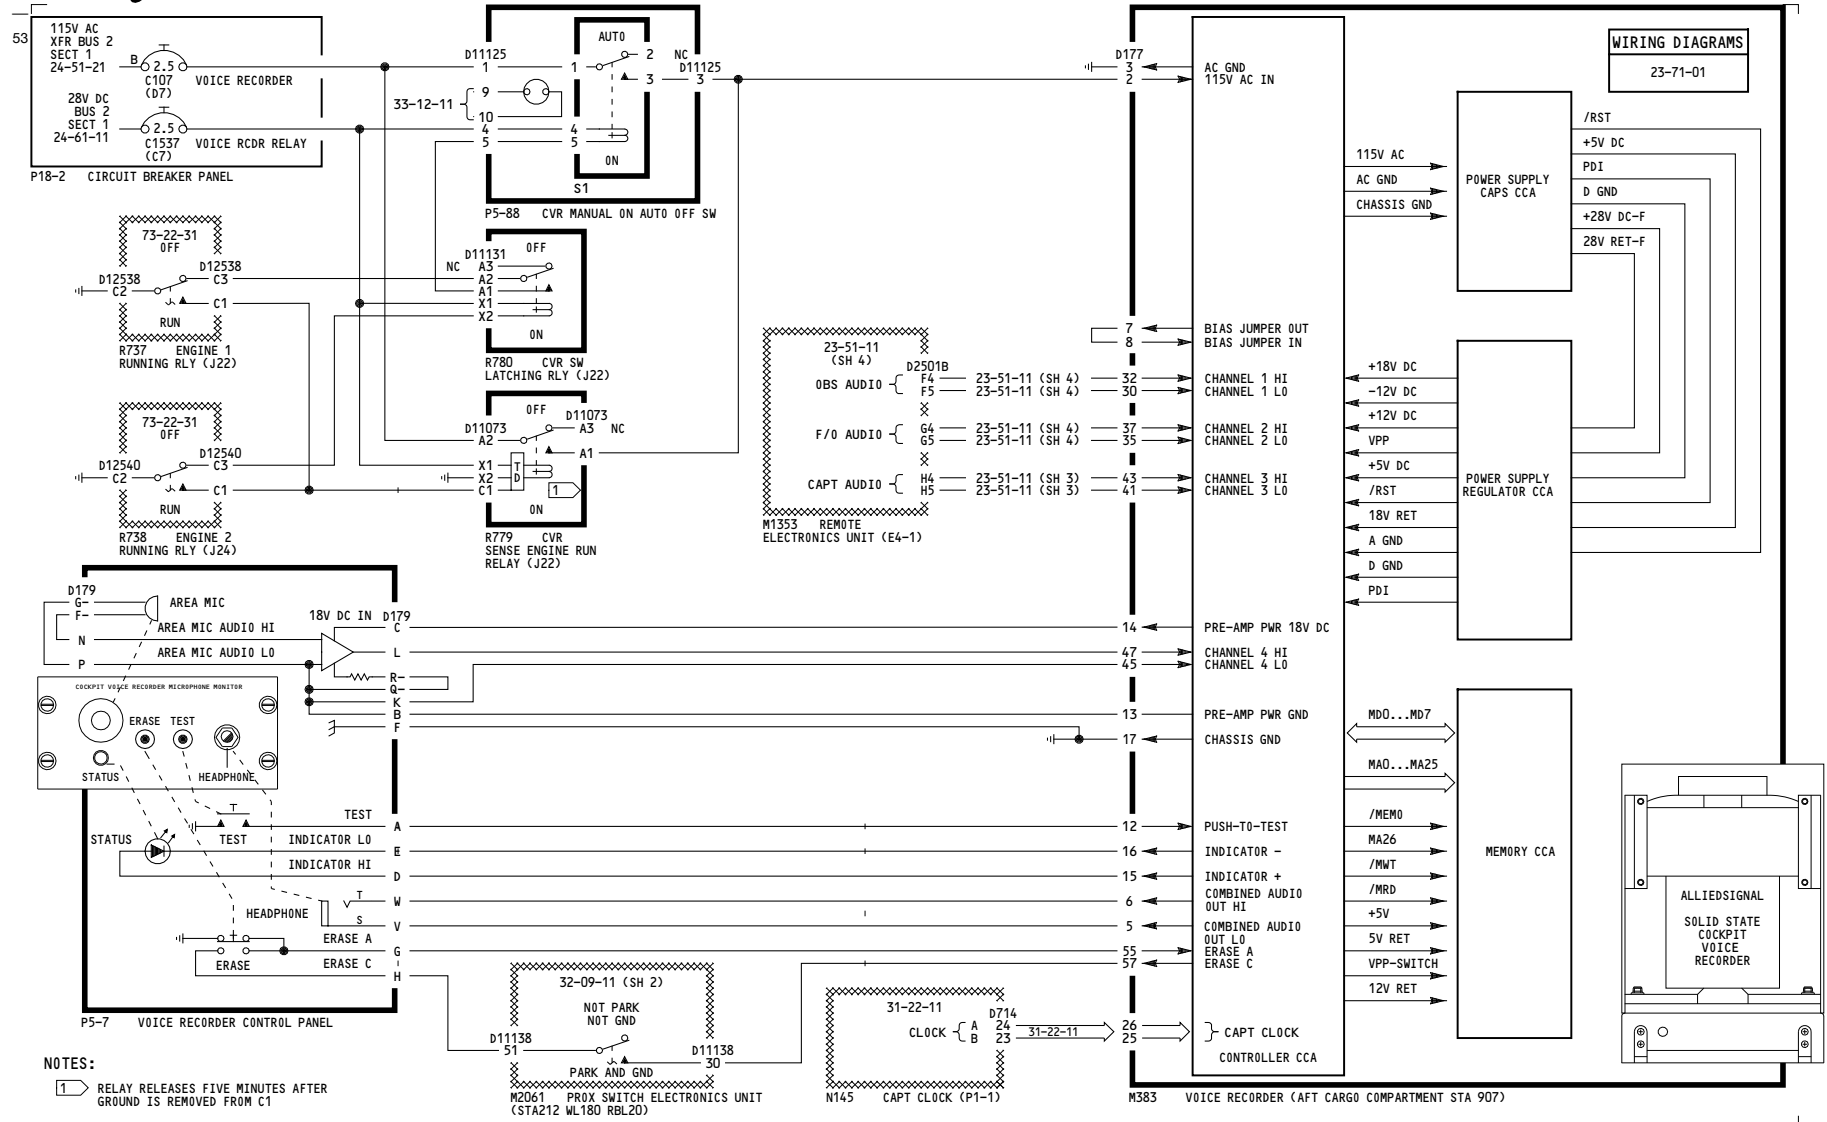 53
115V AC
XFR BUS 2
SECT 1
24-51-21
B
2.5
C107
(D7)
VOICE RECORDER
28V DC
BUS 2
SECT 1
24-61-11
2.5
C1537
(C7)
VOICE RCDR RELAY
P18-2 CIRCUIT BREAKER PANEL
D11125
1
9
10
4
5
33-12-11
AUTO
1
2
3
4
5
ON
S1
NC
D11125
3
P5-88 CVR MANUAL ON AUTO OFF SW
73-22-31
OFF
D12538
C2
D12538
C3
C1
RUN
R737 ENGINE 1
RUNNING RLY (J22)
OFF
D11131
NC
A3
A2
A1
X1
X2
ON
R780 CVR SW
LATCHING RLY (J22)
73-22-31
OFF
D12540
C2
D12540
C3
C1
RUN
R738 ENGINE 2
RUNNING RLY (J24)
OFF
D11073
A2
D11073
A3 NC
A1
X1
X2
C1
T
D
1
ON
R779 CVR
SENSE ENGINE RUN
RELAY (J22)
23-51-11
(SH 4)
D2501B
OBS AUDIO
F4 23-51-11 (SH 4) 32
F5 23-51-11 (SH 4) 30
F/O AUDIO
G4 23-51-11 (SH 4) 37
G5 23-51-11 (SH 4) 35
CAPT AUDIO
H4 23-51-11 (SH 3) 43
H5 23-51-11 (SH 3) 41
M1353 REMOTE
ELECTRONICS UNIT (E4-1)
D177
3 AC GND
2 115V AC IN
7 BIAS JUMPER OUT
8 BIAS JUMPER IN
CHANNEL 1 HI
CHANNEL 1 LO
CHANNEL 2 HI
CHANNEL 2 LO
CHANNEL 3 HI
CHANNEL 3 LO
14 PRE-AMP PWR 18V DC
47 CHANNEL 4 HI
45 CHANNEL 4 LO
13 PRE-AMP PWR GND
17 CHASSIS GND
12 PUSH-TO-TEST
16 INDICATOR -
15 INDICATOR +
6 COMBINED AUDIO
OUT HI
5 COMBINED AUDIO
OUT LO
55 ERASE A
57 ERASE C
26
25
CAPT CLOCK
CONTROLLER CCA
WIRING DIAGRAMS
23-71-01
115V AC
AC GND
CHASSIS GND
POWER SUPPLY
CAPS CCA
/RST
+5V DC
PDI
D GND
+28V DC-F
28V RET-F
+18V DC
-12V DC
+12V DC
VPP
+5V DC
/RST
18V RET
A GND
D GND
PDI
POWER SUPPLY
REGULATOR CCA
MD0...MD7
MA0...MA25
/MEMO
MA26
/MWT
/MRD
+5V
5V RET
VPP-SWITCH
12V RET
MEMORY CCA
ALLIEDSIGNAL
SOLID STATE
COCKPIT
VOICE
RECORDER
M383 VOICE RECORDER (AFT CARGO COMPARTMENT STA 907)
D179
G
F
N
P
AREA MIC
AREA MIC AUDIO HI
AREA MIC AUDIO LO
18V DC IN
D179
C
L
R
Q
K
B
F
COCKPIT VOICE RECORDER MICROPHONE MONITOR
ERASE TEST
STATUS
HEADPHONE
TEST
A
STATUS
TEST
INDICATOR LO
E
INDICATOR HI
D
T
W
HEADPHONE
S
V
ERASE A
G
ERASE
ERASE C
H
P5-7 VOICE RECORDER CONTROL PANEL
32-09-11 (SH 2)
NOT PARK
NOT GND
D11138
51
D11138
30
PARK AND GND
M2061 PROX SWITCH ELECTRONICS UNIT
(STA212 WL180 RBL20)
31-22-11
D714
CLOCK
A 24
B 23
31-22-11
N145 CAPT CLOCK (P1-1)
NOTES:
1 RELAY RELEASES FIVE MINUTES AFTER
GROUND IS REMOVED FROM C1